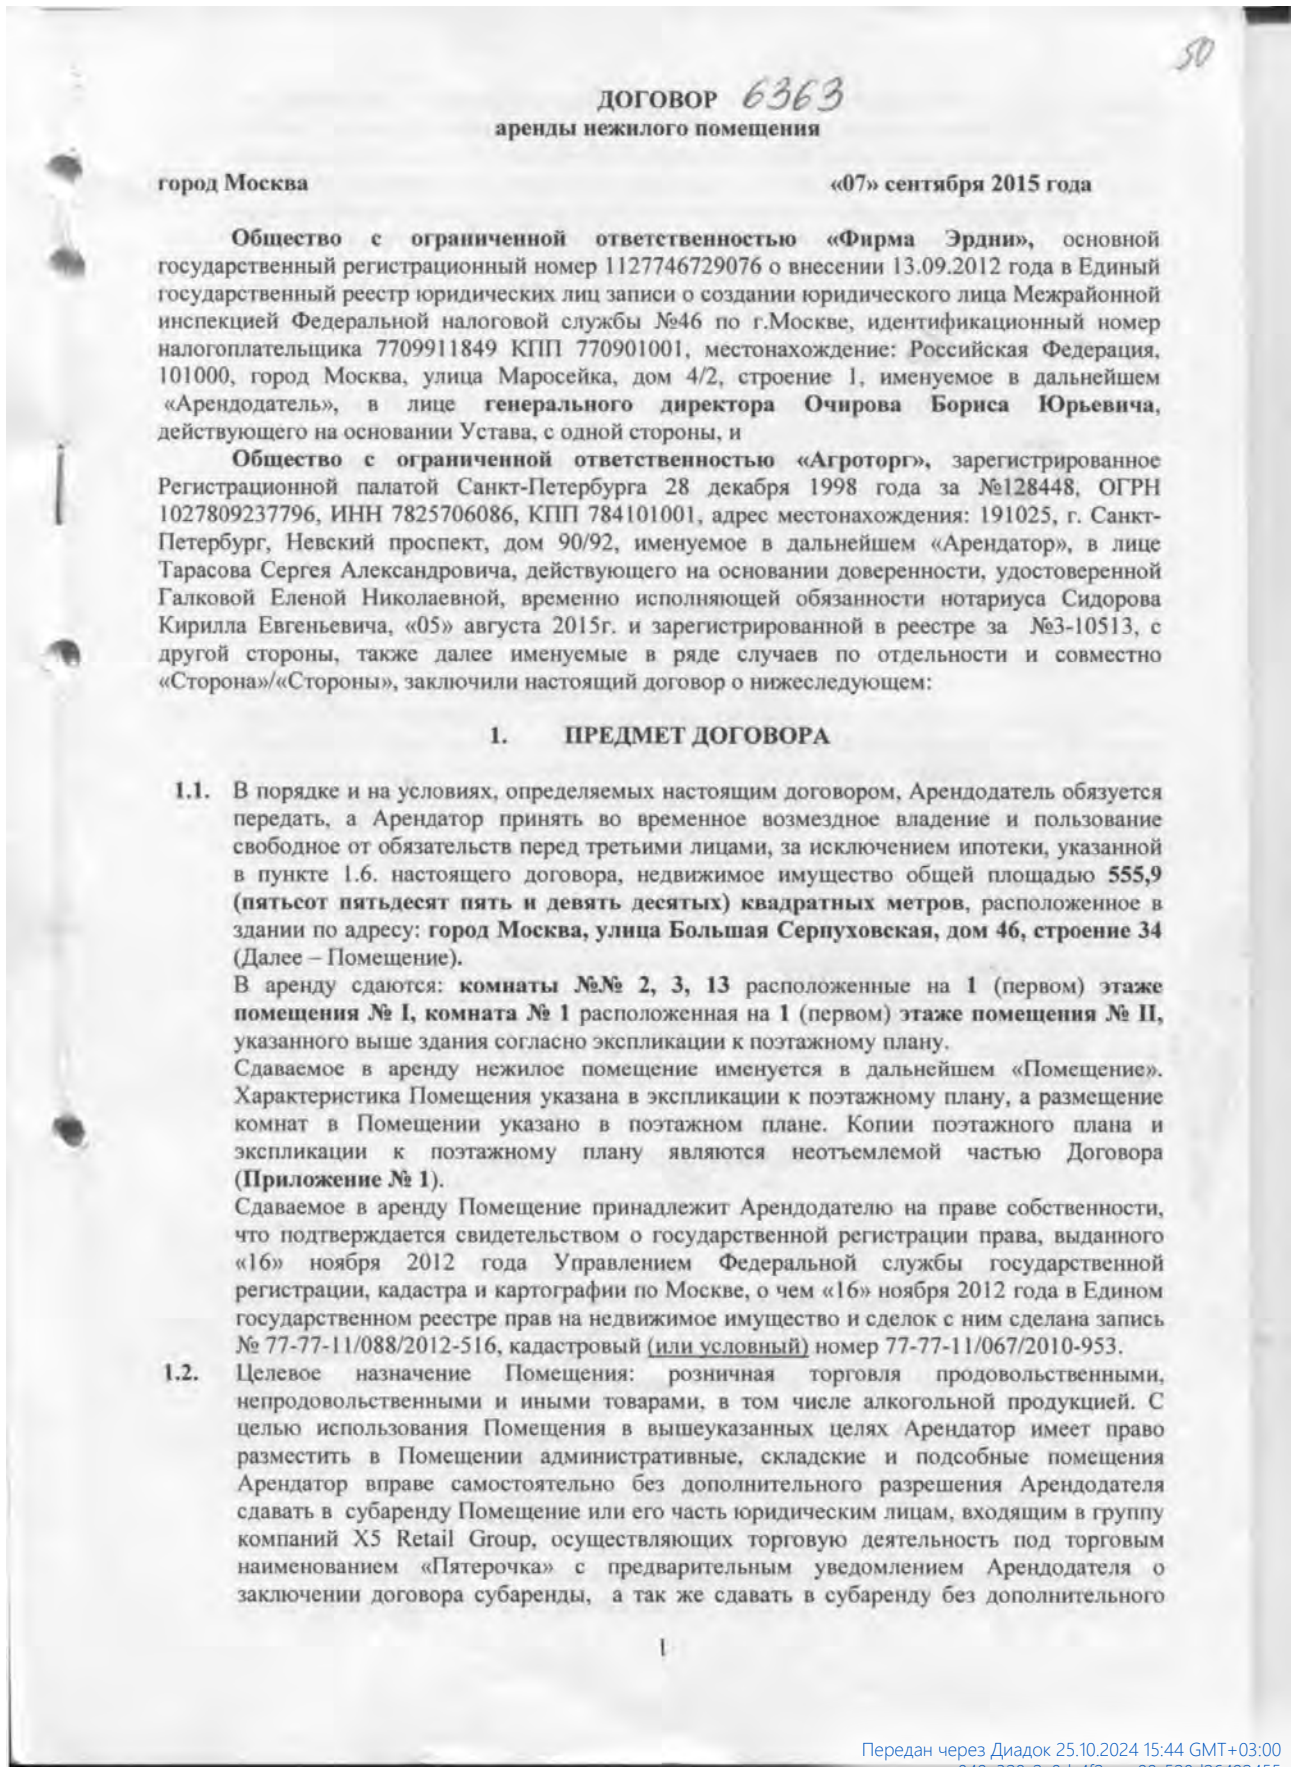 50
ДОГОВОР 6363
аренды нежилого помещения
город Москва «07» сентября 2015 года
Общество с ограниченной ответственностью «Фирма Эрдни», основной
государственный регистрационный номер 1127746729076 о внесении 13.09.2012 года в Единый
государственный реестр юридических лиц записи о создании юридического лица Межрайонной
инспекцией Федеральной налоговой службы №46 по г.Москве, идентификационный номер
налогоплательщика 7709911849 КПП 770901001, местонахождение: Российская Федерация,
101000, город Москва, улица Маросейка, дом 4/2, строение 1, именуемое в дальнейшем
«Арендодатель», в лице генерального директора Очирова Бориса Юрьевича,
действующего на основании Устава, с одной стороны, и
Общество с ограниченной ответственностью «Агроторг», зарегистрированное
Регистрационной палатой Санкт-Петербурга 28 декабря 1998 года за №128448, ОГРН
1027809237796, ИНН 7825706086, КПП 784101001, адрес местонахождения: 191025, г. Санкт-
Петербург, Невский проспект, дом 90/92, именуемое в дальнейшем «Арендатор», в лице
Тарасова Сергея Александровича, действующего на основании доверенности, удостоверенной
Галковой Еленой Николаевной, временно исполняющей обязанности нотариуса Сидорова
Кирилла Евгеньевича, «05» августа 2015г. и зарегистрированной в реестре за №3-10513, с
другой стороны, также далее именуемые в ряде случаев по отдельности и совместно
«Сторона»/«Стороны», заключили настоящий договор о нижеследующем:
1. ПРЕДМЕТ ДОГОВОРА
1.1. В порядке и на условиях, определяемых настоящим договором, Арендодатель обязуется
передать, а Арендатор принять во временное возмездное владение и пользование
свободное от обязательств перед третьими лицами, за исключением ипотеки, указанной
в пункте 1.6. настоящего договора, недвижимое имущество общей площадью 555,9
(пятьсот пятьдесят пять и девять десятых) квадратных метров, расположенное в
здании по адресу: город Москва, улица Большая Серпуховская, дом 46, строение 34
(Далее – Помещение).
В аренду сдаются: комнаты №№ 2, 3, 13 расположенные на 1 (первом) этаже
помещения № I, комната № 1 расположенная на 1 (первом) этаже помещения № II,
указанного выше здания согласно экспликации к поэтажному плану.
Сдаваемое в аренду нежилое помещение именуется в дальнейшем «Помещение».
Характеристика Помещения указана в экспликации к поэтажному плану, а размещение
комнат в Помещении указано в поэтажном плане. Копии поэтажного плана и
экспликации к поэтажному плану являются неотъемлемой частью Договора
(Приложение № 1).
Сдаваемое в аренду Помещение принадлежит Арендодателю на праве собственности,
что подтверждается свидетельством о государственной регистрации права, выданного
«16» ноября 2012 года Управлением Федеральной службы государственной
регистрации, кадастра и картографии по Москве, о чем «16» ноября 2012 года в Едином
государственном реестре прав на недвижимое имущество и сделок с ним сделана запись
№ 77-77-11/088/2012-516, кадастровый (или условный) номер 77-77-11/067/2010-953.
1.2. Целевое назначение Помещения: розничная торговля продовольственными,
непродовольственными и иными товарами, в том числе алкогольной продукцией. С
целью использования Помещения в вышеуказанных целях Арендатор имеет право
разместить в Помещении административные, складские и подсобные помещения
Арендатор вправе самостоятельно без дополнительного разрешения Арендодателя
сдавать в субаренду Помещение или его часть юридическим лицам, входящим в группу
компаний X5 Retail Group, осуществляющих торговую деятельность под торговым
наименованием «Пятерочка» с предварительным уведомлением Арендодателя о
заключении договора субаренды, а так же сдавать в субаренду без дополнительного
1
Передан через Диадок 25.10.2024 15:44 GMT+03:00